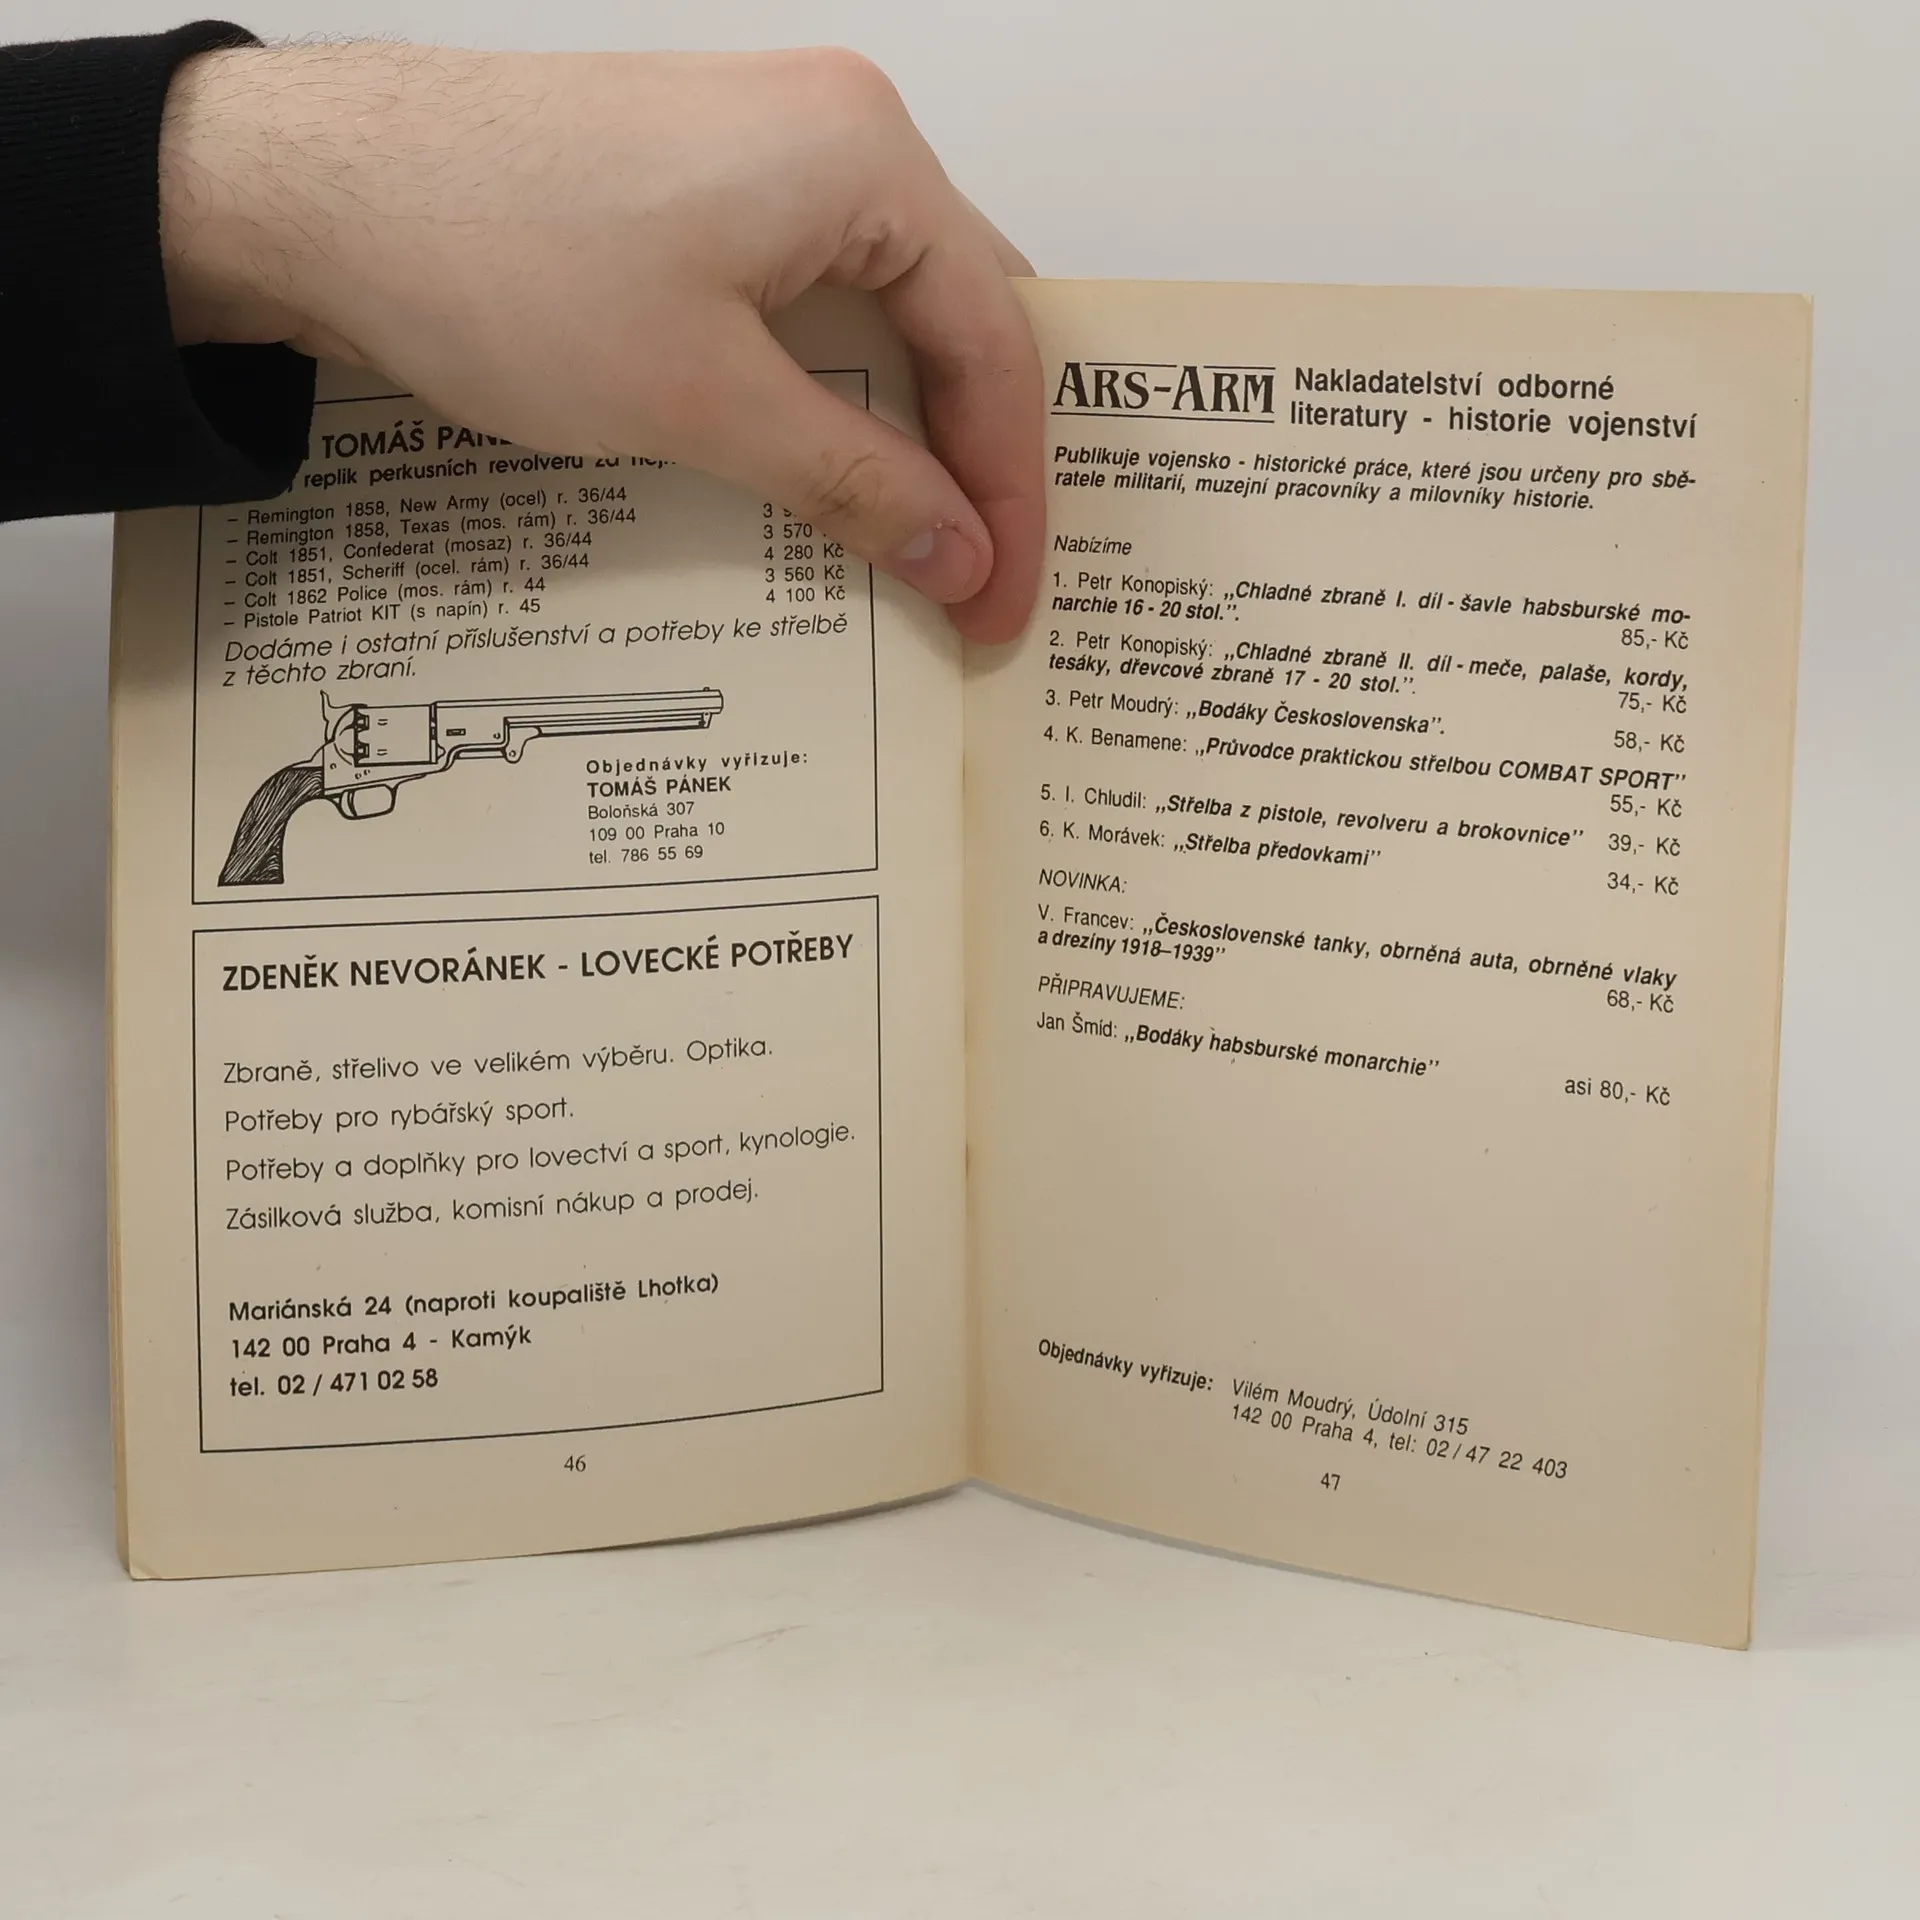 TOMÁŠ
replik perkusních revolveru za
– Remington 1858, New Army (ocel) r. 36/44
– Remington 1858, Texas (mos. rám) r. 36/44
3 570
– Colt 1851, Confederat (mosaz) r. 36/44
4 280 Kč
– Colt 1851, Scheriff (ocel. rám) r. 36/44
3 560 Kč
– Colt 1862 Police (mos. rám) r. 44
4 100 Kč
– Pistole Patriot KIT (s napín) r. 45
Dodáme i ostatní příslušenství a potřeby ke střelbě
z těchto zbraní.
Objednávky vyřizuje:
TOMÁŠ PÁNEK
Boloňská 307
109 00 Praha 10
tel. 786 55 69
ZDENĚK NEVORÁNEK - LOVECKÉ POTŘEBY
Zbraně, střelivo ve velikém výběru. Optika.
Potřeby pro rybářský sport.
Potřeby a doplňky pro lovectví a sport, kynologie.
Zásilková služba, komisní nákup a prodej.
Mariánská 24 (naproti koupaliště Lhotka)
142 00 Praha 4 - Kamýk
tel. 02 / 471 02 58
46
ARS-ARM
Nakladatelství odborné
literatury - historie vojenství
Publikuje vojensko - historické práce, které jsou určeny pro sbě-
ratele militarií, muzejní pracovníky a milovníky historie.
Nabízíme
1. Petr Konopiský: „Chladné zbraně I. díl - šavle habsburské mo-
narchie 16 - 20 stol.”.
85,- Kč
2. Petr Konopiský: „Chladné zbraně II. díl - meče, palaše, kordy,
tesáky, dřevcové zbraně 17 - 20 stol.”.
75,- Kč
3. Petr Moudrý: „Bodáky Československa”.
58,- Kč
4. K. Benamene: „Průvodce praktickou střelbou COMBAT SPORT”
55,- Kč
5. I. Chludil: „Střelba z pistole, revolveru a brokovnice”
39,- Kč
6. K. Morávek: „Střelba předovkami”
34,- Kč
NOVINKA:
V. Francev: „Československé tanky, obrněná auta, obrněné vlaky
a drezíny 1918–1939”
68,- Kč
PŘIPRAVUJEME:
Jan Šmíd: „Bodáky habsburské monarchie”
asi 80,- Kč
Objednávky vyřizuje: Vilém Moudrý, Údolní 315
142 00 Praha 4, tel: 02 / 47 22 403
47